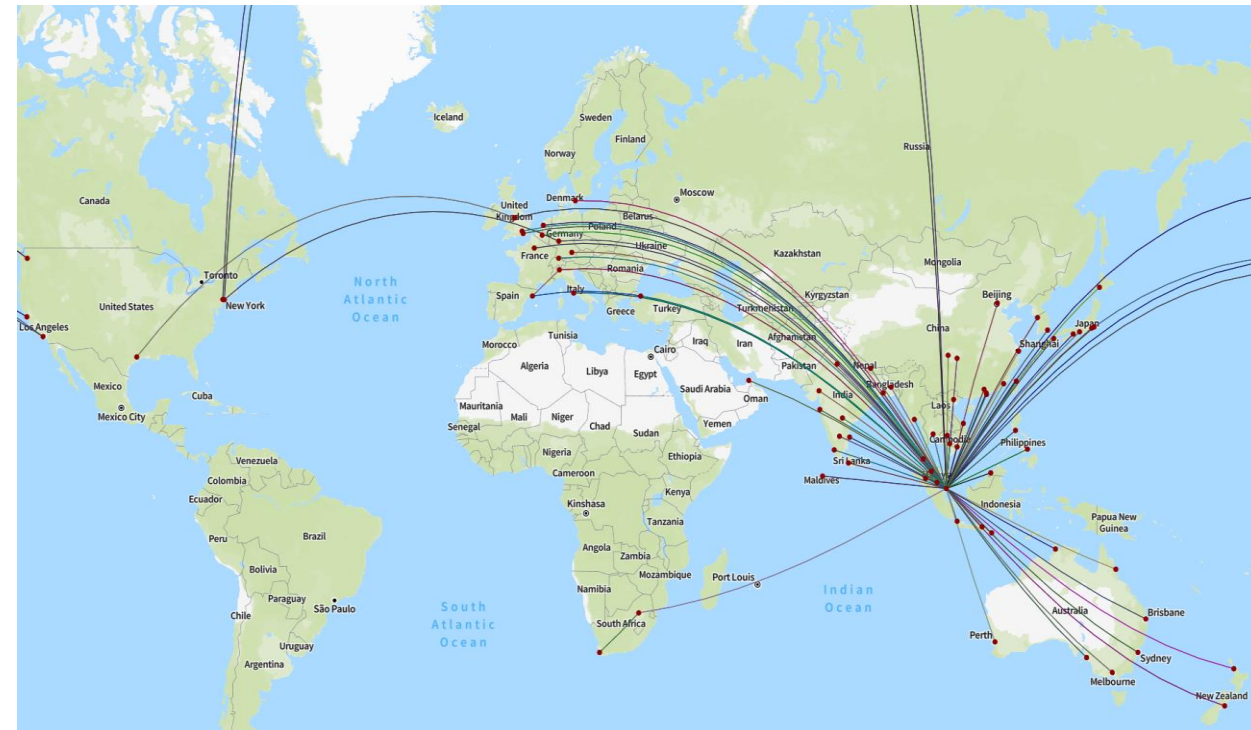 Iceland
Sweden
Finland
Norway
Russia
Canada
Denmark
Moscow
United
Kingdom
Belarus
Poland
Germany
Ukraine
Kazakhstan
France
Mongolia
Romania
Toronto
North
Atlantic
Ocean
Spain
Italy
Kyrgyzstan
Beijing
United States
New York
Greece
Turkey
Turkmenistan
Los Angeles
China
Japan
Tunisia
Morocco
Iraq
Iran
Afghanistan
Shanghai
Cairo
Algeria
Libya
Egypt
Pakistan
Nepal
Mexico
Cuba
Saudi Arabia
Bangladesh
Oman
India
Mexico City
Mauritania
Mali
Niger
Chad
Laos
Senegal
Sudan
Yemen
Cambodia
Philippines
Nigeria
Ethiopia
Venezuela
Sri Lanka
Colombia
Cameroon
Maldives
Ecuador
Kenya
Kinshasa
Indonesia
Tanzania
Papua New
Guinea
Peru
Brazil
Angola
Zambia
Bolivia
Mozambique
Port Louis
Namibia
Indian
Ocean
Paraguay
São Paulo
South
Atlantic
Ocean
Chile
South Africa
Australia
Brisbane
Perth
Uruguay
Argentina
Sydney
Melbourne
New Zealand